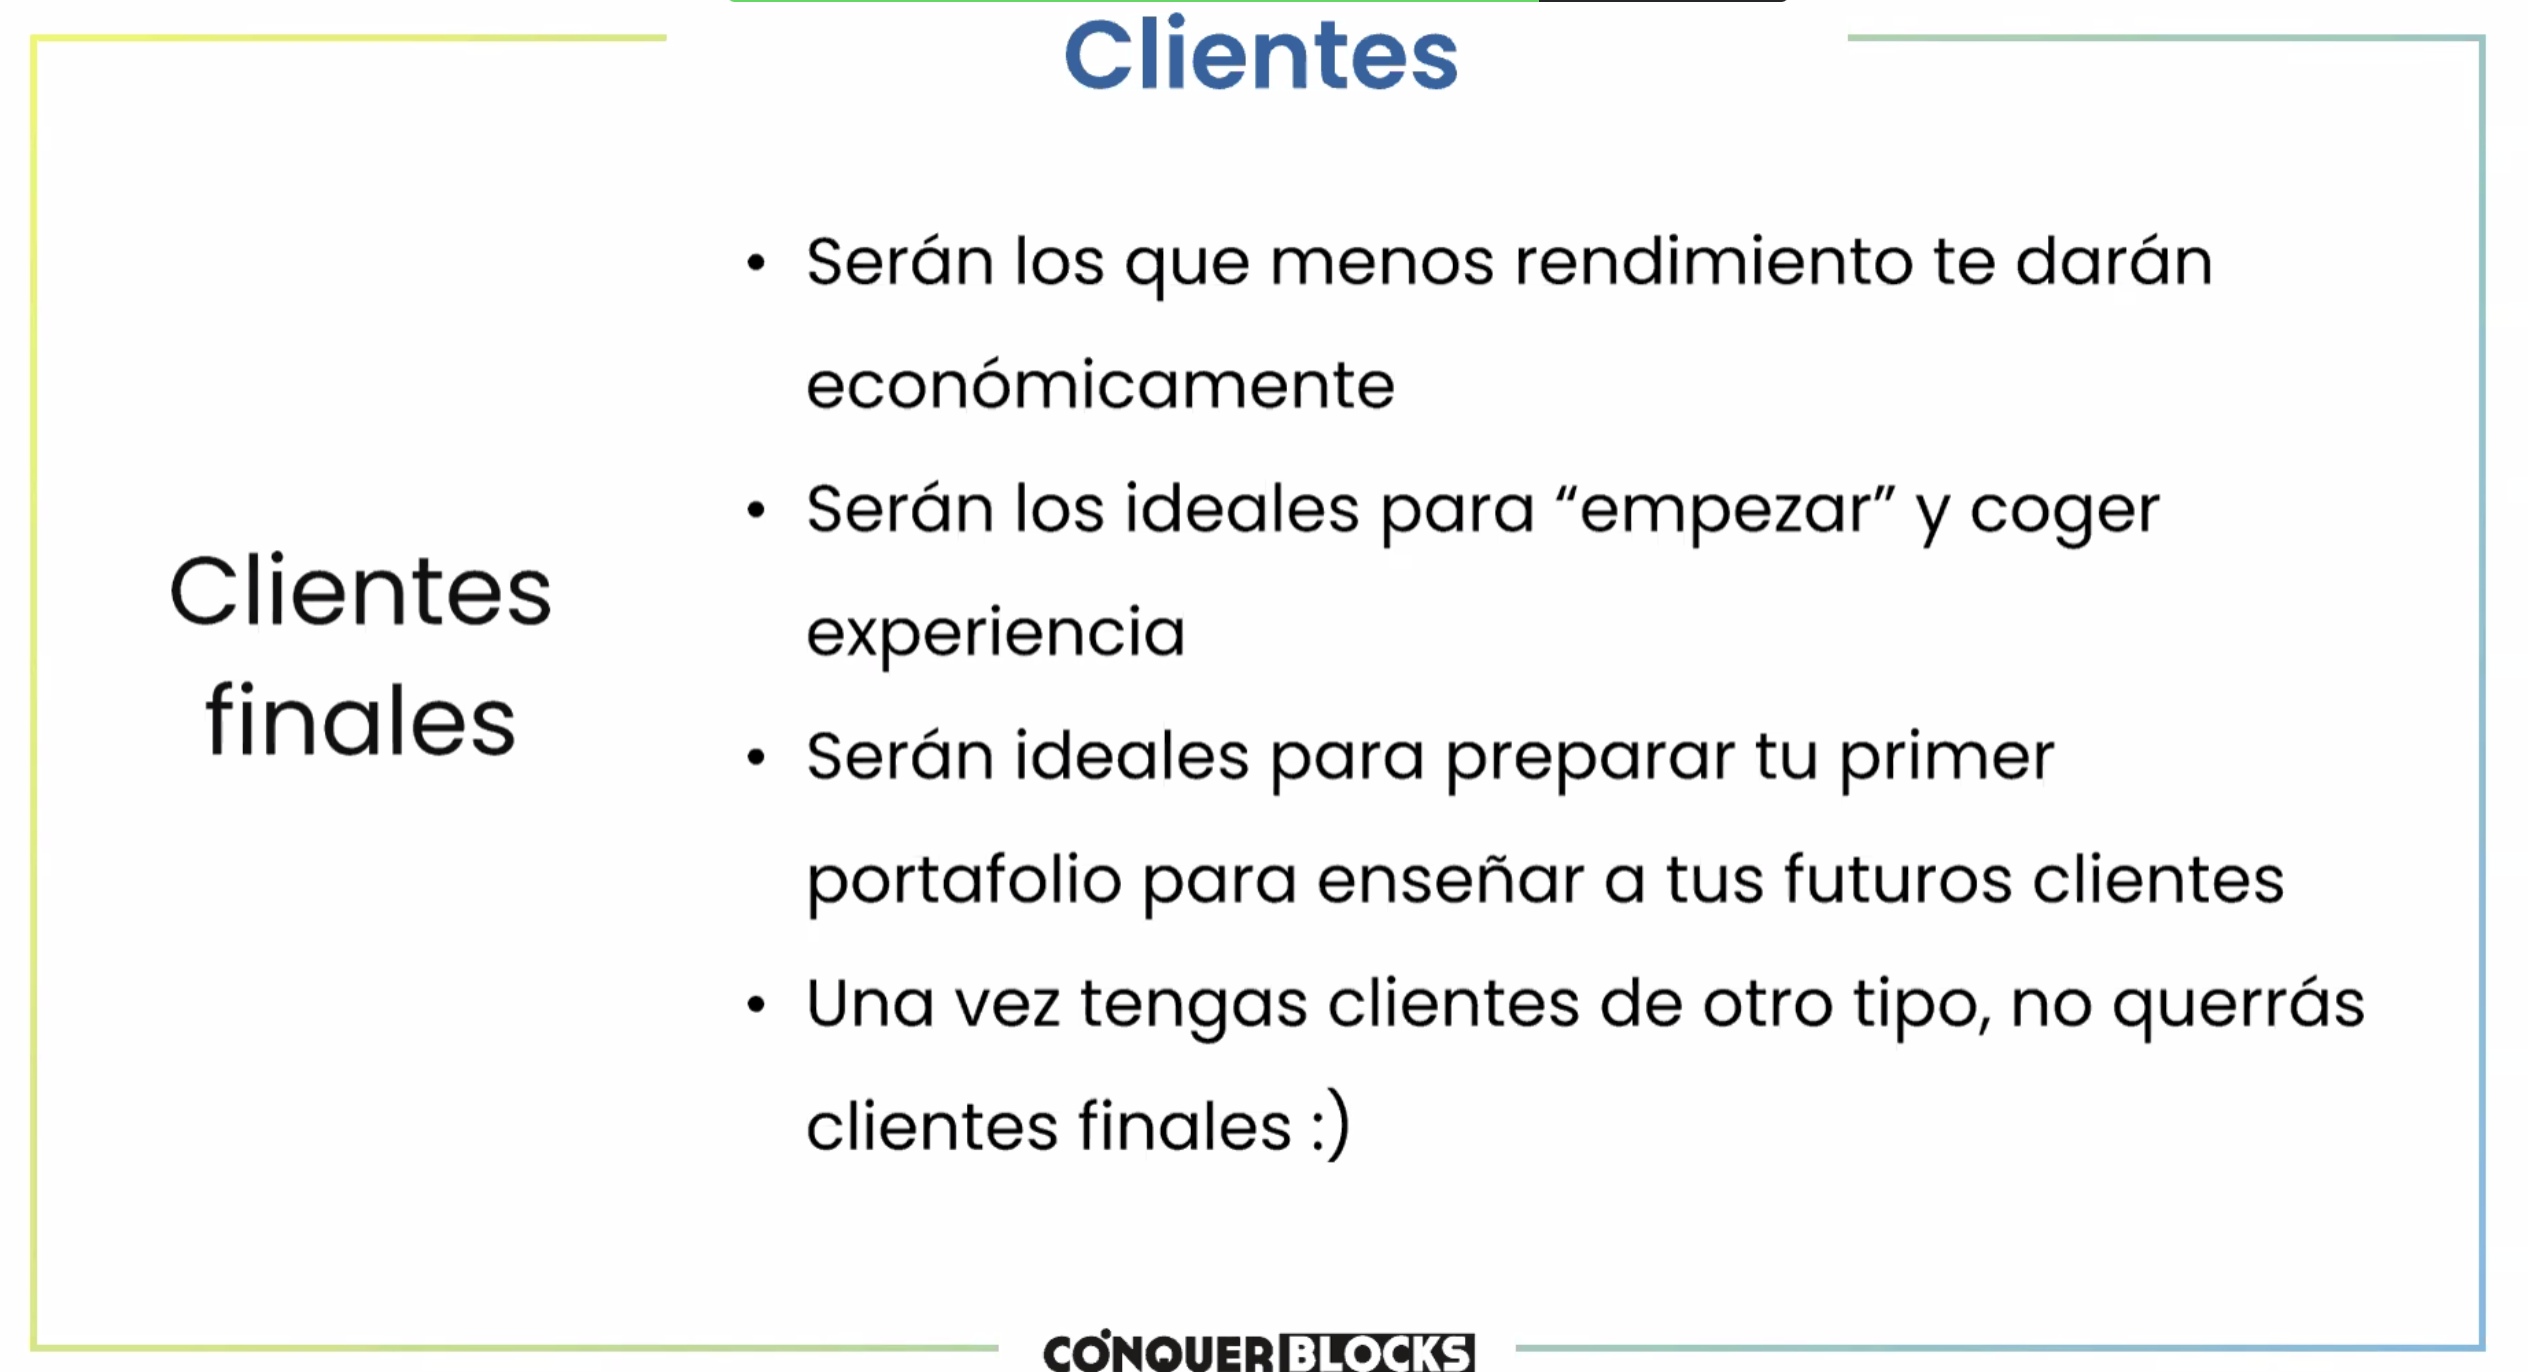 Clientes
Clientes
finales
• Serán los que menos rendimiento te darán
económicamente
• Serán los ideales para “empezar” y coger
experiencia
• Serán ideales para preparar tu primer
portafolio para enseñar a tus futuros clientes
• Una vez tengas clientes de otro tipo, no querrás
clientes finales :)
CONQUERBLOCKS